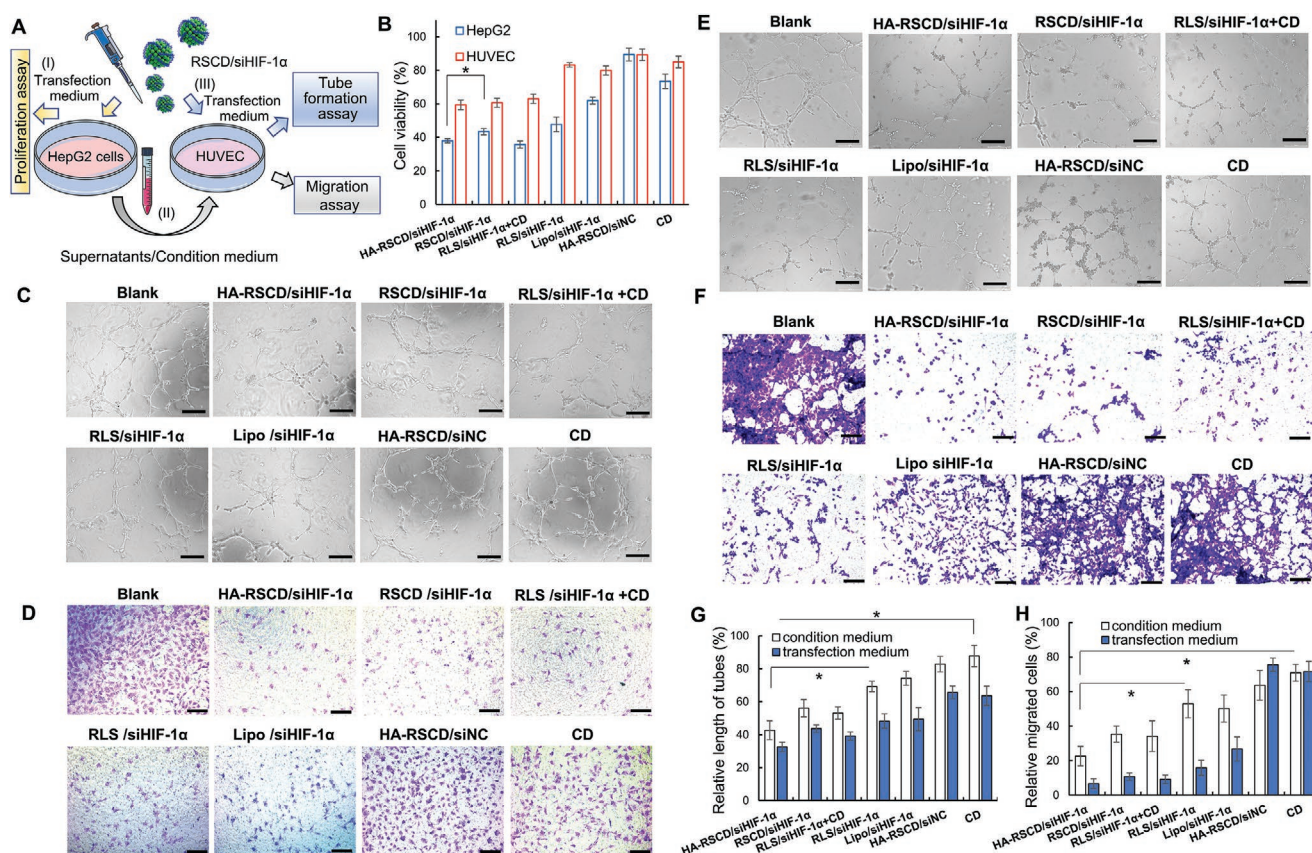 A
RSCD/siHIF-1α
(I)
Transfection
medium
(III)
Transfection
medium
Proliferation assay
Tube
formation
assay
HepG2 cells
HUVEC
(II)
Migration
assay
Supernatants/Condition medium
B
HepG2
HUVEC
*
Cell viability (%)
100
80
60
40
20
0
HA-RSCD/siHIF-1α
RSCD/siHIF-1α
RLS/siHIF-1α+CD
RLS/siHIF-1α
Lipo/siHIF-1α
HA-RSCD/siNC
CD
C
Blank HA-RSCD/siHIF-1α RSCD/siHIF-1α RLS/siHIF-1α +CD
RLS/siHIF-1α Lipo /siHIF-1α HA-RSCD/siNC CD
D
Blank HA-RSCD/siHIF-1α RSCD /siHIF-1α RLS /siHIF-1α +CD
RLS /siHIF-1α Lipo /siHIF-1α HA-RSCD/siNC CD
E
Blank HA-RSCD/siHIF-1α RSCD/siHIF-1α RLS/siHIF-1α+CD
RLS/siHIF-1α Lipo/siHIF-1α HA-RSCD/siNC CD
F
Blank HA-RSCD/siHIF-1α RSCD/siHIF-1α RLS/siHIF-1α+CD
RLS/siHIF-1α Lipo siHIF-1α HA-RSCD/siNC CD
G
*
condition medium
transfection medium
*
Relative length of tubes (%)
100
80
60
40
20
0
HA-RSCD/siHIF-1α
RSCD/siHIF-1α
RLS/siHIF-1α+CD
RLS/siHIF-1α
Lipo/siHIF-1α
HA-RSCD/siNC
CD
H
condition medium
transfection medium
*
*
Relative migrated cells (%)
100
80
60
40
20
0
HA-RSCD/siHIF-1α
RSCD/siHIF-1α
RLS/siHIF-1α+CD
RLS/siHIF-1α
Lipo/siHIF-1α
HA-RSCD/siNC
CD